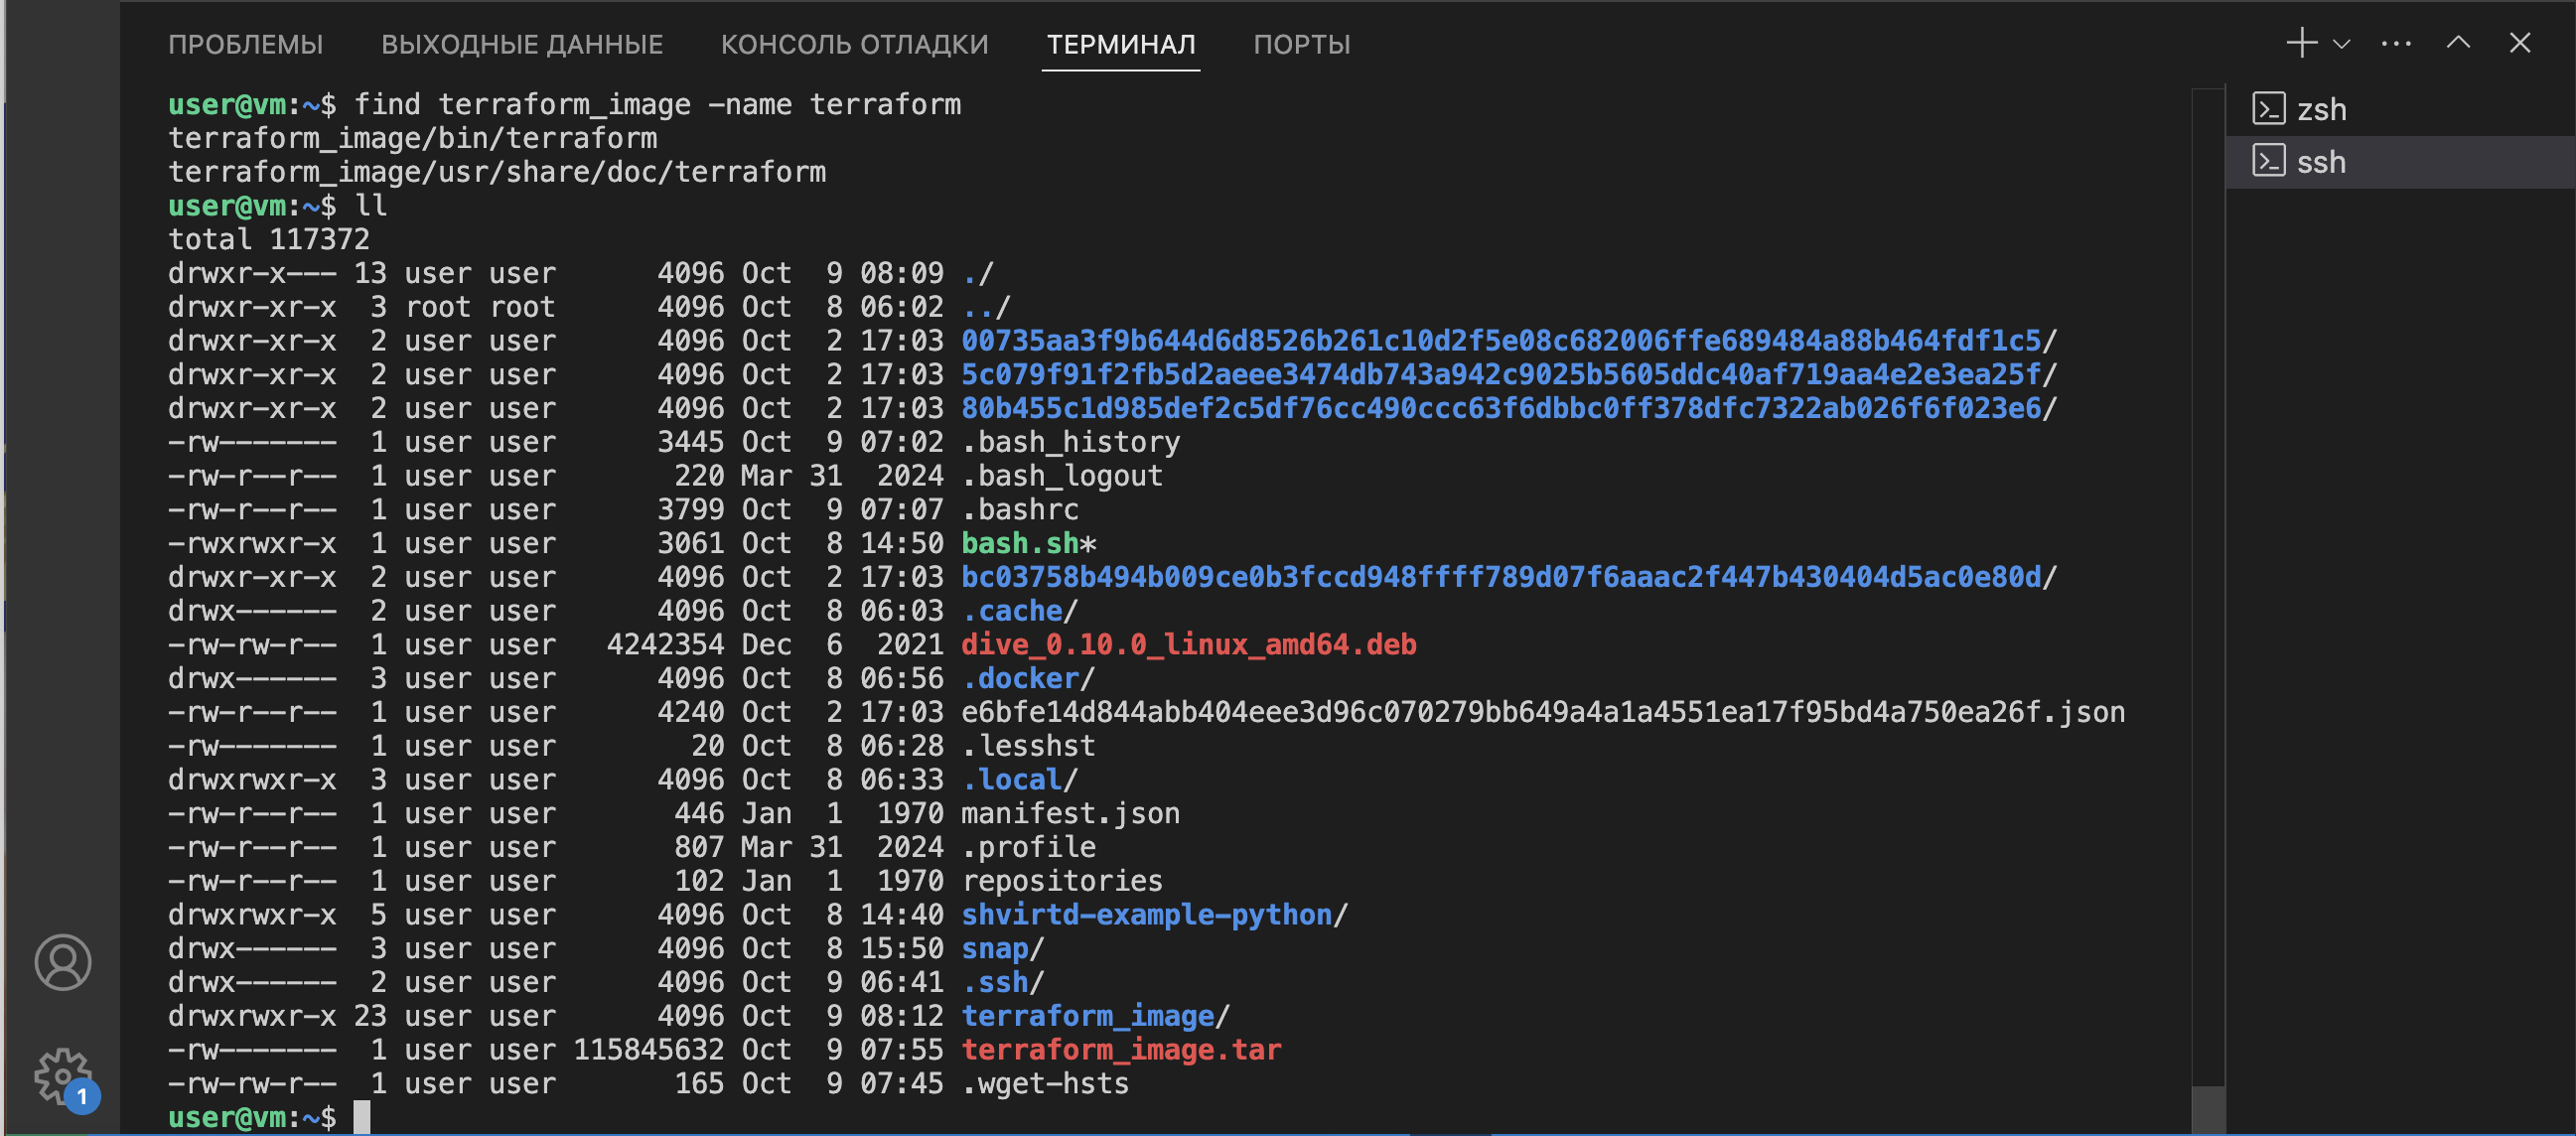 ПРОБЛЕМЫ ВЫХОДНЫЕ ДАННЫЕ КОНСОЛЬ ОТЛАДКИ ТЕРМИНАЛ ПОРТЫ
user@vm:~$ find terraform_image -name terraform
terraform_image/bin/terraform
terraform_image/usr/share/doc/terraform
user@vm:~$ ll
total 117372
drwxr-x--- 13 user user      4096 Oct  9 08:09 ./
drwxr-xr-x  3 root root      4096 Oct  8 06:02 ../
drwxr-xr-x  2 user user      4096 Oct  2 17:03 00735aa3f9b644d6d8526b261c10d2f5e08c682006ffe689484a88b464fdf1c5/
drwxr-xr-x  2 user user      4096 Oct  2 17:03 5c079f91f2fb5d2aeee3474db743a942c9025b5605ddc40af719aa4e2e3ea25f/
drwxr-xr-x  2 user user      4096 Oct  2 17:03 80b455c1d985def2c5df76cc490ccc63f6dbbc0ff378dfc7322ab026f6f023e6/
-rw-------  1 user user      3445 Oct  9 07:02 .bash_history
-rw-r--r--  1 user user       220 Mar 31  2024 .bash_logout
-rw-r--r--  1 user user      3799 Oct  9 07:07 .bashrc
-rwxrwxr-x  1 user user      3061 Oct  8 14:50 bash.sh*
drwxr-xr-x  2 user user      4096 Oct  2 17:03 bc03758b494b009ce0b3fccd948ffff789d07f6aaac2f447b430404d5ac0e80d/
drwx------  2 user user      4096 Oct  8 06:03 .cache/
-rw-rw-r--  1 user user   4242354 Dec  6  2021 dive_0.10.0_linux_amd64.deb
drwx------  3 user user      4096 Oct  8 06:56 .docker/
-rw-r--r--  1 user user      4240 Oct  2 17:03 e6bfe14d844abb404eee3d96c070279bb649a4a1a4551ea17f95bd4a750ea26f.json
-rw-------  1 user user        20 Oct  8 06:28 .lesshst
drwxrwxr-x  3 user user      4096 Oct  8 06:33 .local/
-rw-r--r--  1 user user       446 Jan  1  1970 manifest.json
-rw-r--r--  1 user user       807 Mar 31  2024 .profile
-rw-r--r--  1 user user       102 Jan  1  1970 repositories
drwxrwxr-x  5 user user      4096 Oct  8 14:40 shvirtd-example-python/
drwx------  3 user user      4096 Oct  8 15:50 snap/
drwx------  2 user user      4096 Oct  9 06:41 .ssh/
drwxrwxr-x 23 user user      4096 Oct  9 08:12 terraform_image/
-rw-------  1 user user 115845632 Oct  9 07:55 terraform_image.tar
-rw-rw-r--  1 user user       165 Oct  9 07:45 .wget-hsts
user@vm:~$
zsh
ssh
1